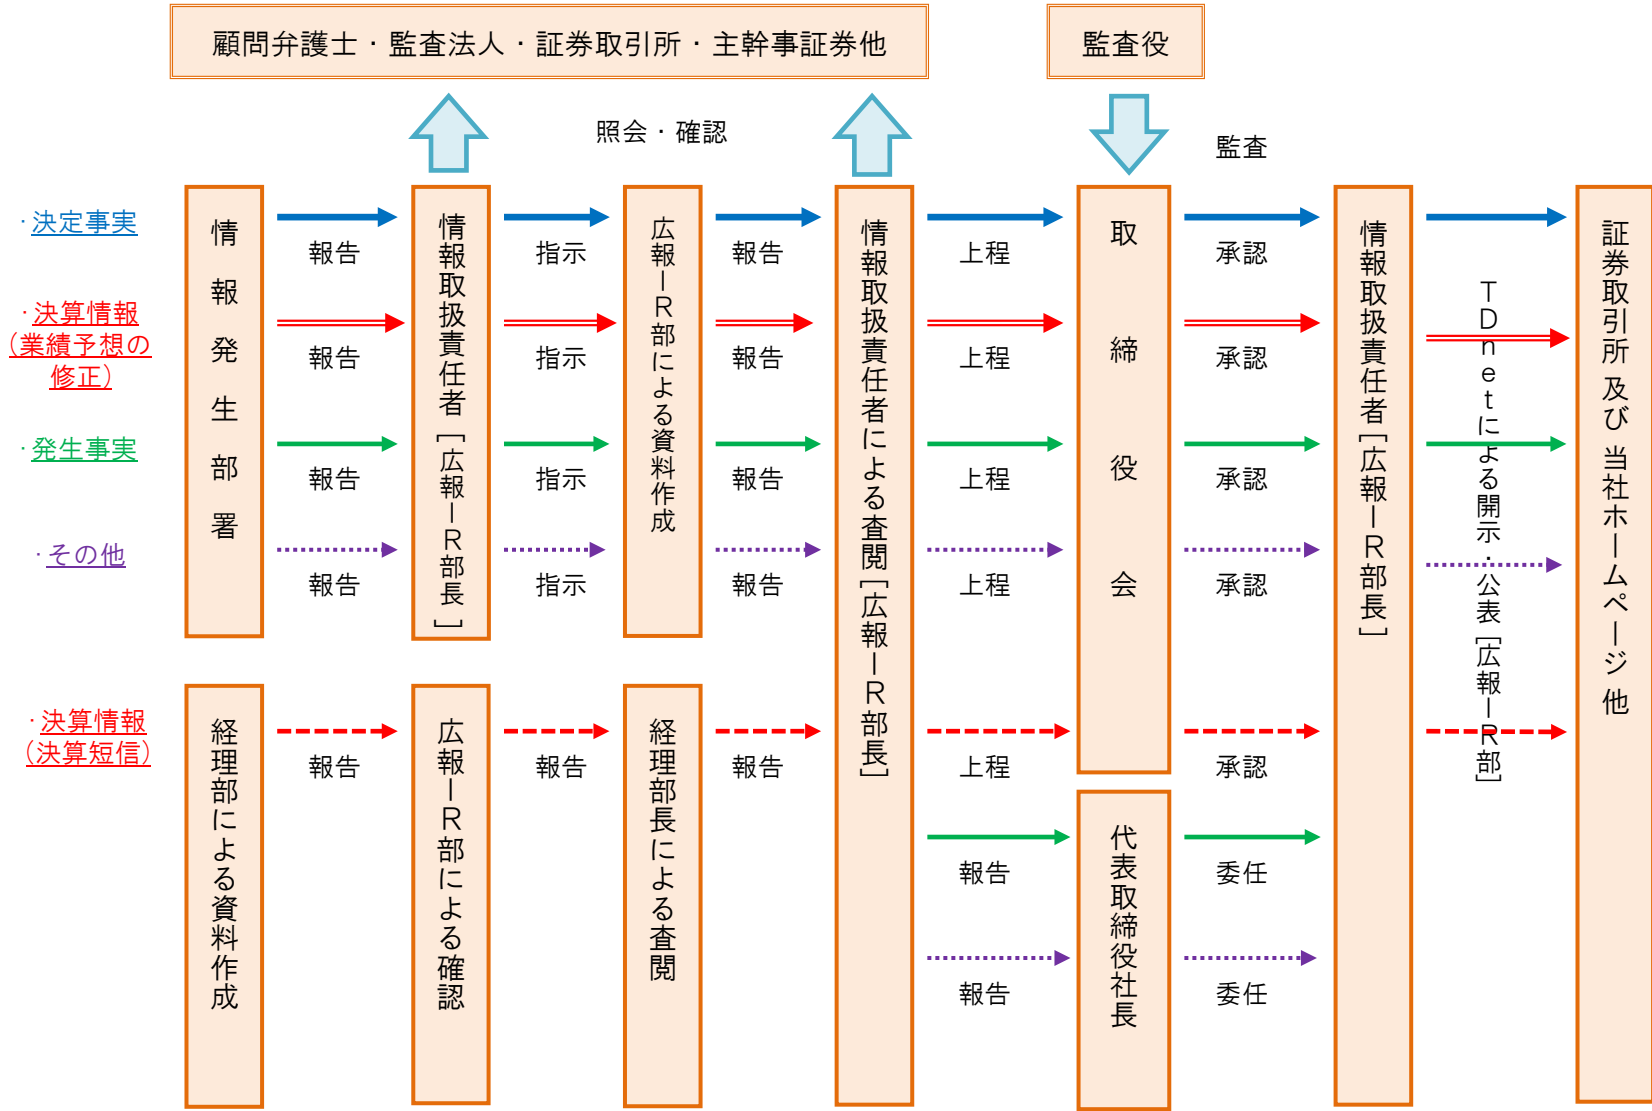 顧問弁護士・監査法人・証券取引所・主幹事証券他
監査役
照会・確認
監査
・決定事実
・決算情報
（業績予想の
修正）
・発生事実
・その他
・決算情報
（決算短信）
情報発生部署
報告
報告
報告
報告
情報取扱責任者［広報ＩＲ部長］
指示
指示
指示
指示
広報ＩＲ部による資料作成
報告
報告
報告
報告
情報取扱責任者による査閲［広報ＩＲ部長］
上程
上程
上程
上程
取締役会
承認
承認
承認
承認
情報取扱責任者［広報ＩＲ部長］
ＴＤｎｅｔによる開示・公表［広報ＩＲ部］
証券取引所 及び 当社ホームページ 他
経理部による資料作成
報告
広報ＩＲ部による確認
報告
経理部長による査閲
報告
上程
承認
報告
報告
代表取締役社長
委任
委任